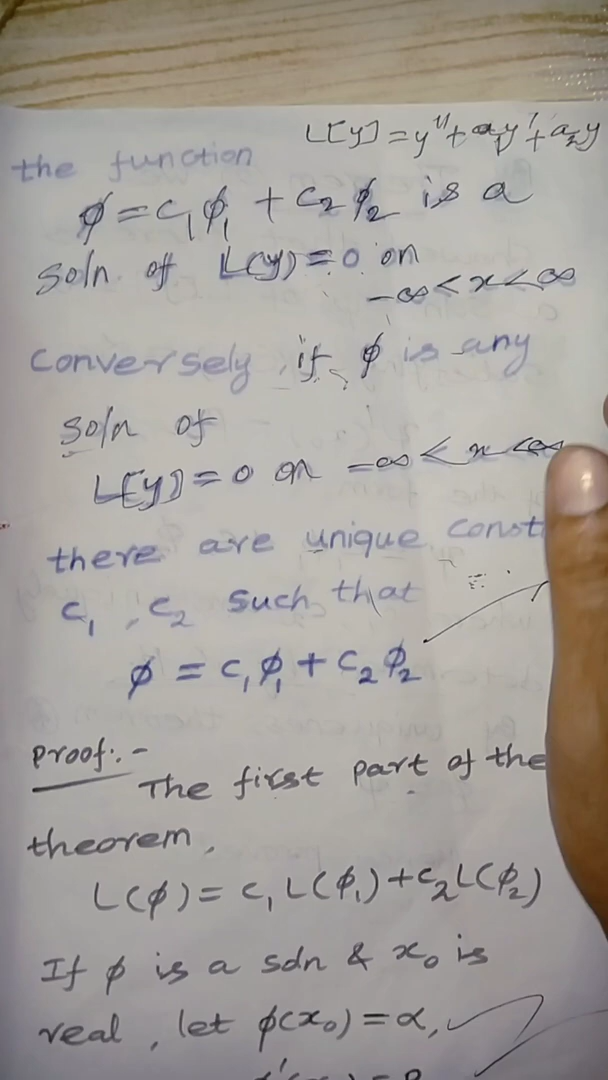 L[y] = y'' + a₁y' + a₂y
the function
ϕ = c₁ϕ₁ + c₂ϕ₂ is a
soln of L(y) = 0 on
-∞ < x < ∞
Conversely, if ϕ is any
soln of
L[y] = 0 on -∞ < x < ∞
there are unique const
c₁, c₂ such that
ϕ = c₁ϕ₁ + c₂ϕ₂
proof:-
The first part of the
theorem,
L(ϕ) = c₁L(ϕ₁) + c₂L(ϕ₂)
If ϕ is a soln & x₀ is
real, let ϕ(x₀) = α,